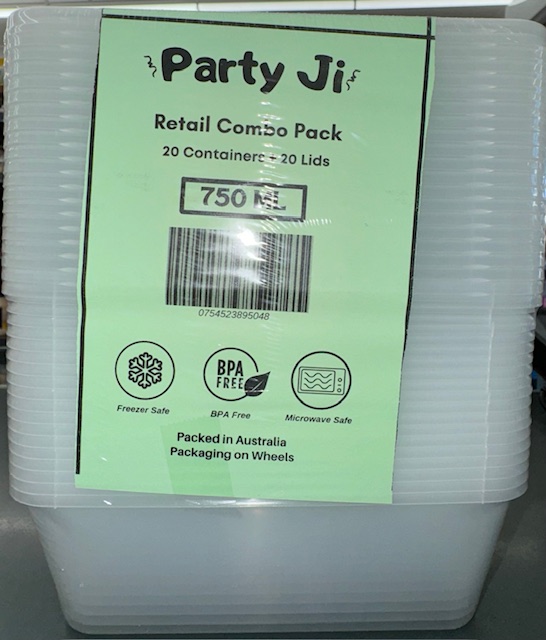 Party Ji
Retail Combo Pack
20 Containers + 20 Lids
750 ML
0754523895048
BPA
FREE
Freezer Safe
BPA Free
Microwave Safe
Packed in Australia
Packaging on Wheels